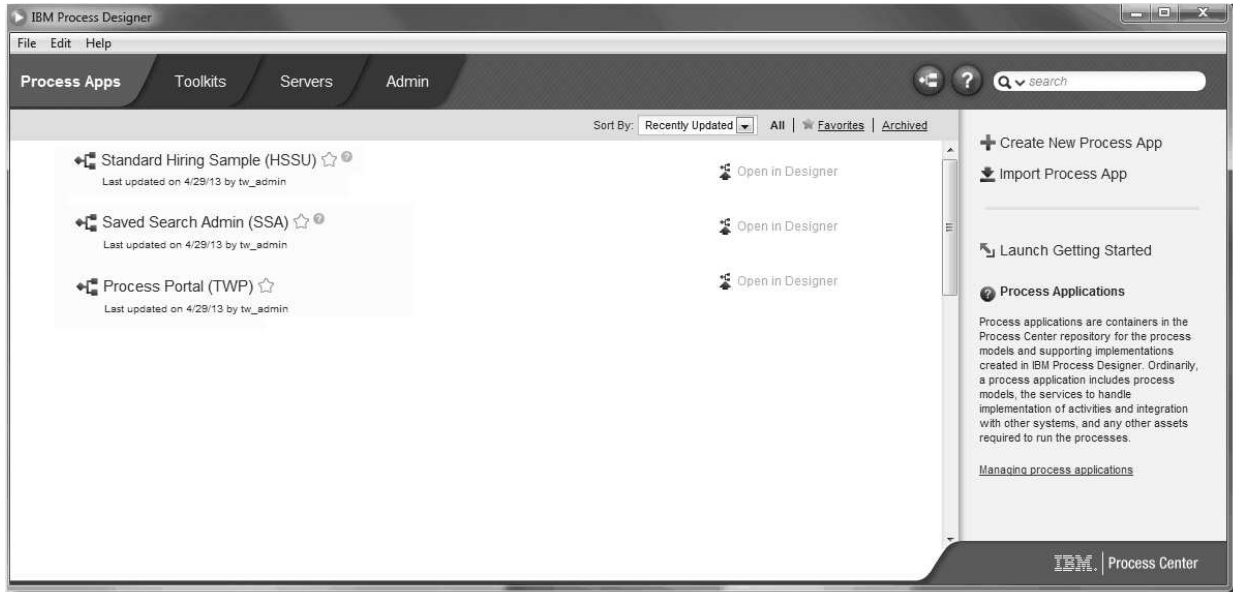 IBM Process Designer
File Edit Help
Process Apps Toolkits Servers Admin
search
Sort By: Recently Updated All | Favorites | Archived
Standard Hiring Sample (HSSU)
Last updated on 4/29/13 by tw_admin
Open in Designer
Saved Search Admin (SSA)
Last updated on 4/29/13 by tw_admin
Open in Designer
Process Portal (TWP)
Last updated on 4/29/13 by tw_admin
Open in Designer
Create New Process App
Import Process App
Launch Getting Started
Process Applications
Process applications are containers in the
Process Center repository for the process
models and supporting implementations
created in IBM Process Designer. Ordinarily,
a process application includes process
models, the services to handle
implementation of activities and integration
with other systems, and any other assets
required to run the processes.
Managing process applications
IBM. | Process Center